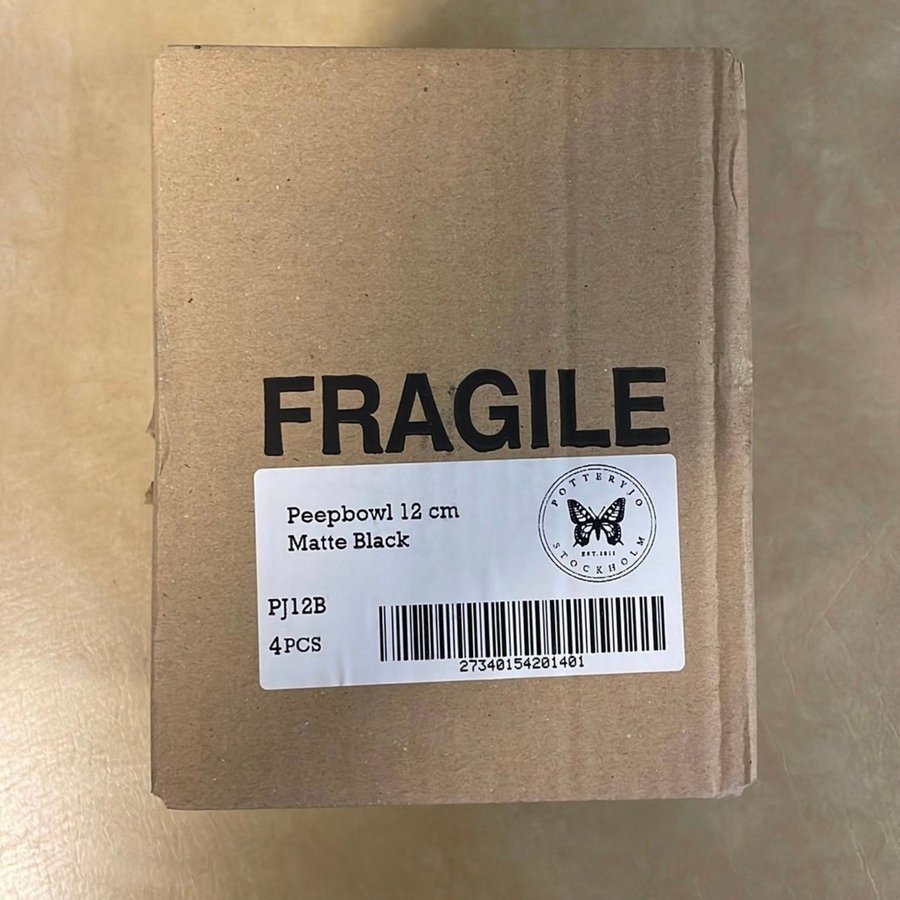 FRAGILE
Peepbowl 12 cm
Matte Black
POTTERYJO
EST. 2011
STOCKHOLM
PJ12B
4PCS
27340154201401